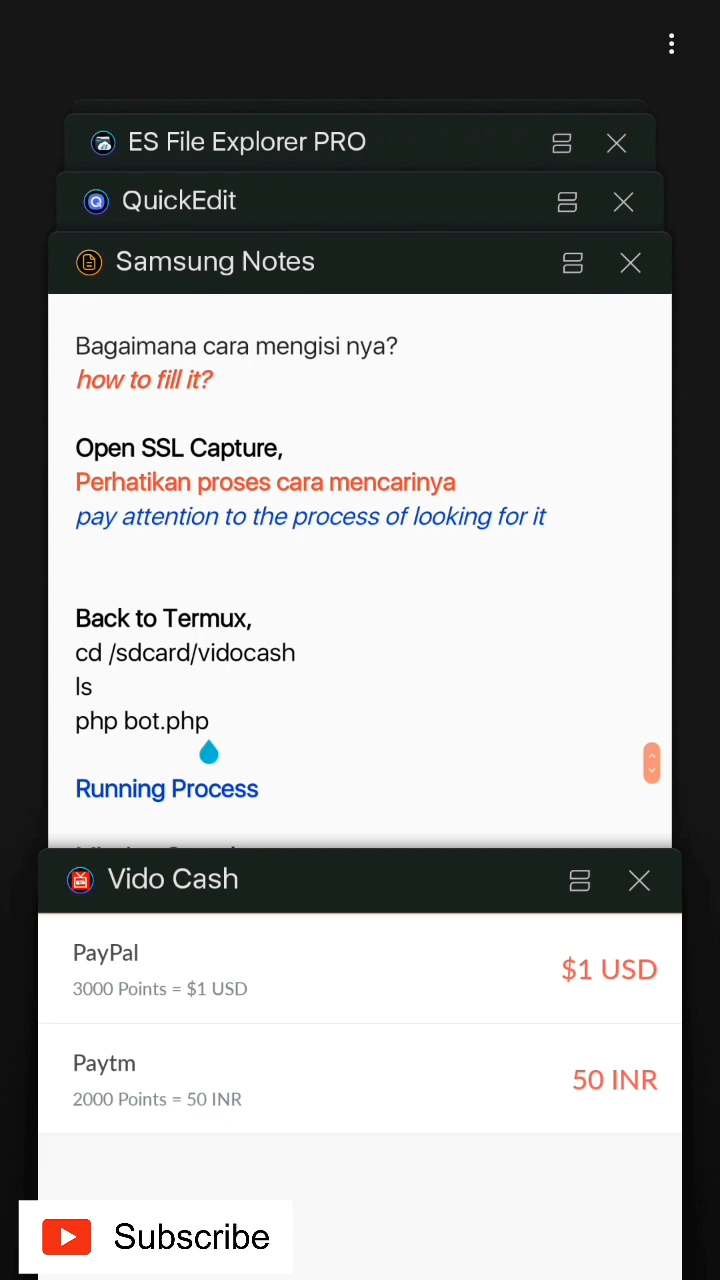 ES File Explorer PRO
QuickEdit
Samsung Notes
Bagaimana cara mengisi nya?
how to fill it?
Open SSL Capture,
Perhatikan proses cara mencarinya
pay attention to the process of looking for it
Back to Termux,
cd /sdcard/vidocash
ls
php bot.php
Running Process
Vido Cash
PayPal
$1 USD
3000 Points = $1 USD
Paytm
50 INR
2000 Points = 50 INR
Subscribe